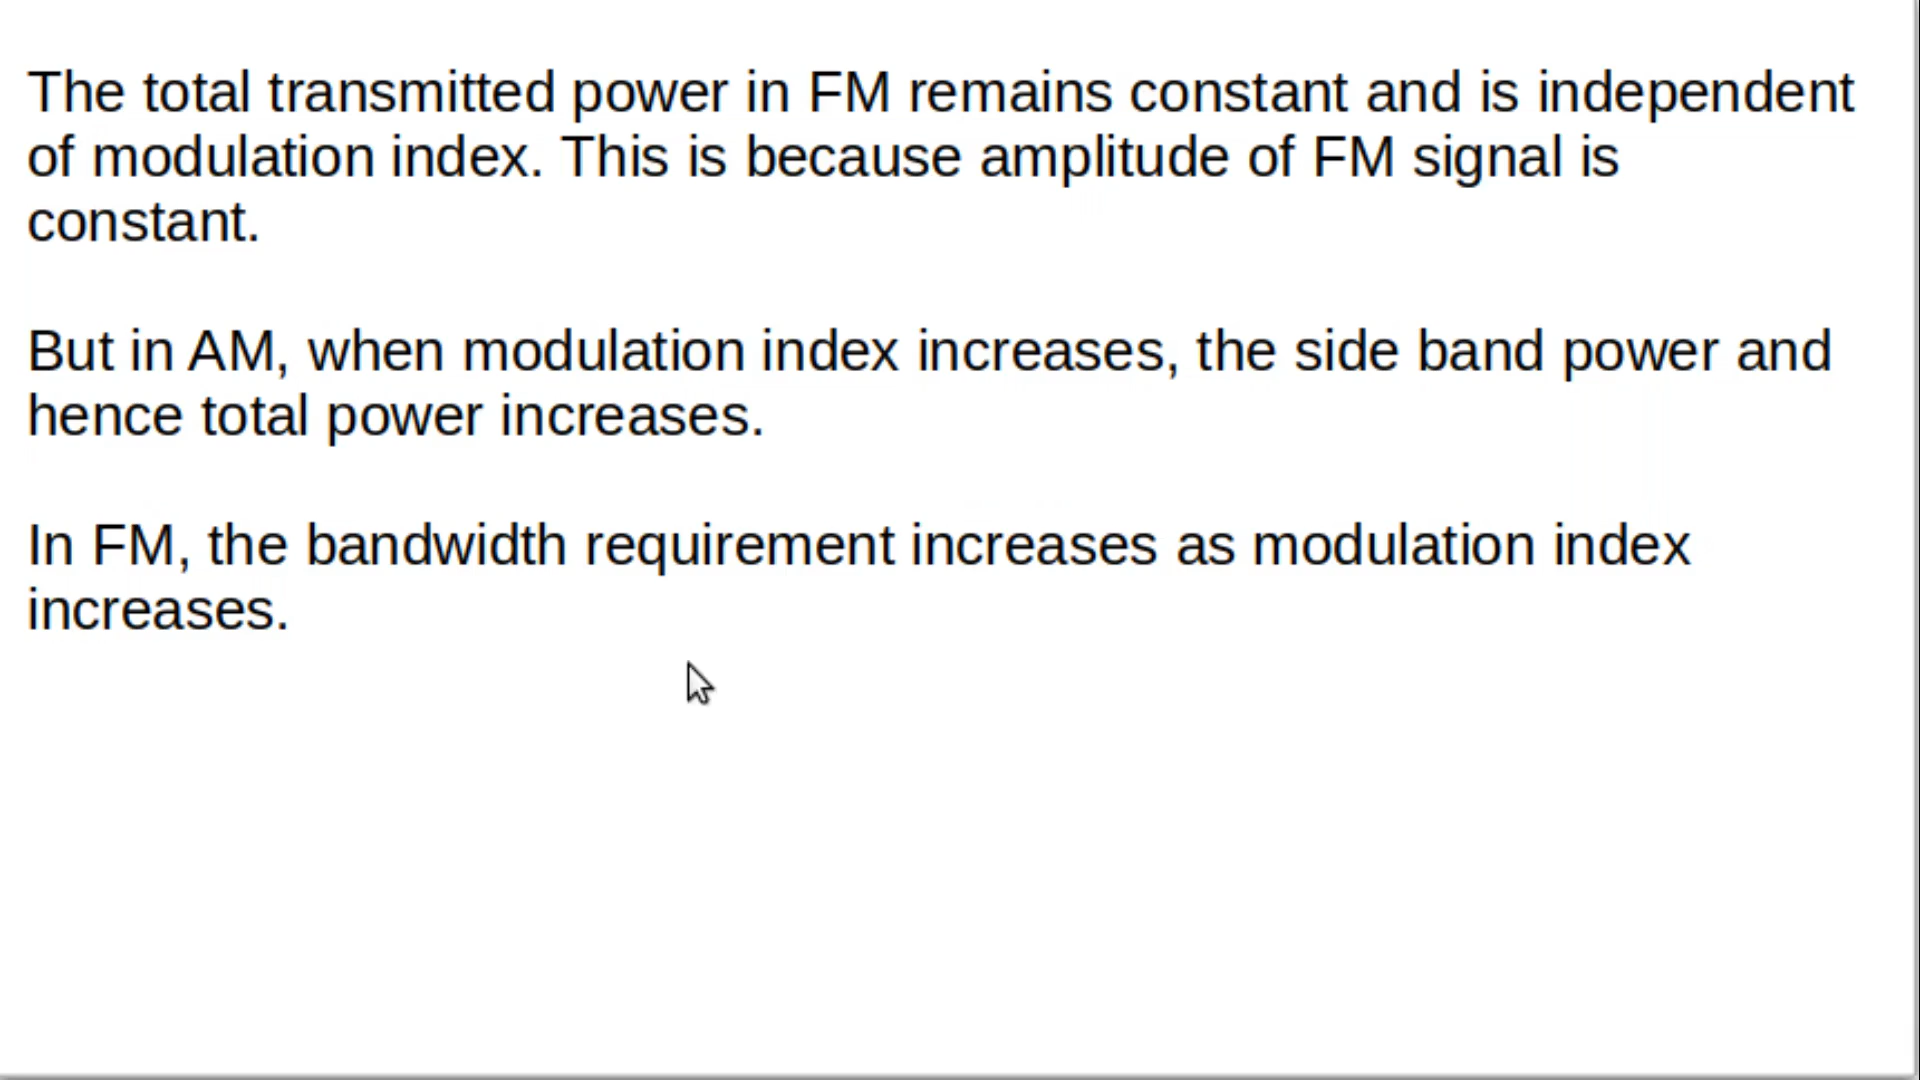 The total transmitted power in FM remains constant and is independent
of modulation index. This is because amplitude of FM signal is
constant.
But in AM, when modulation index increases, the side band power and
hence total power increases.
In FM, the bandwidth requirement increases as modulation index
increases.